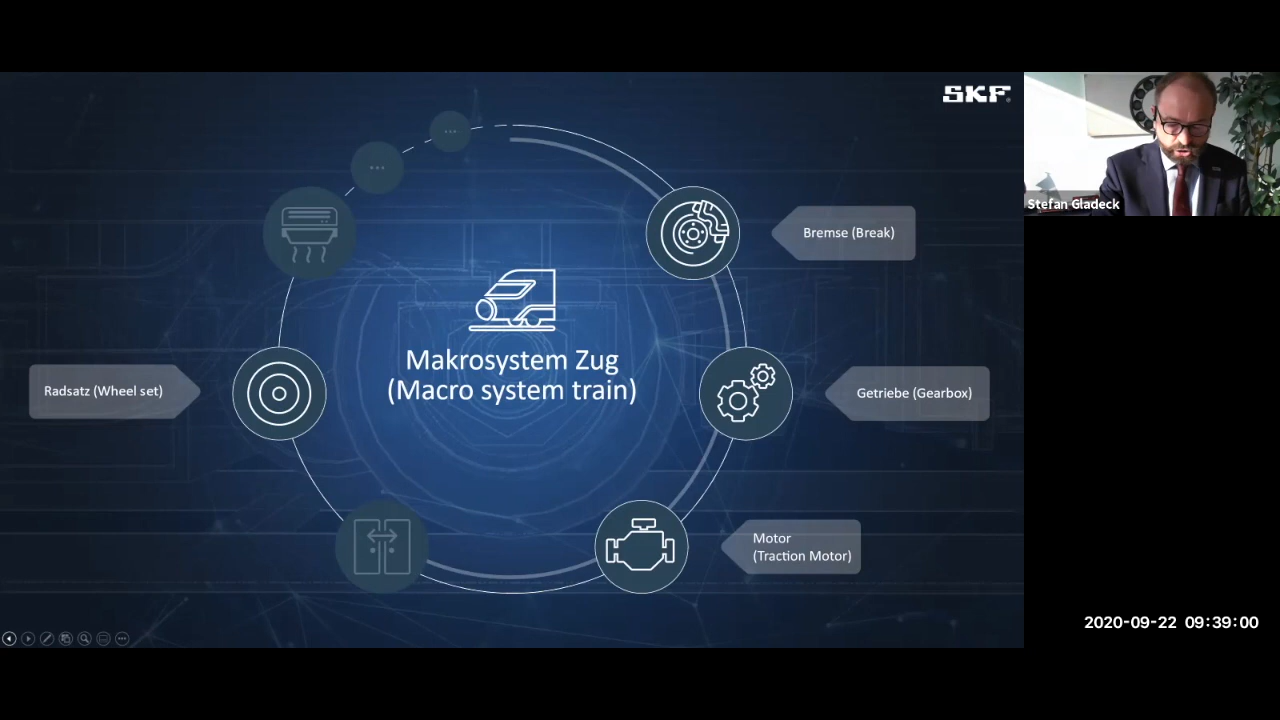 SKF
Stefan Gladeck
Bremse (Break)
Makrosystem Zug
(Macro system train)
Radsatz (Wheel set)
Getriebe (Gearbox)
Motor
(Traction Motor)
2020-09-22 09:39:00